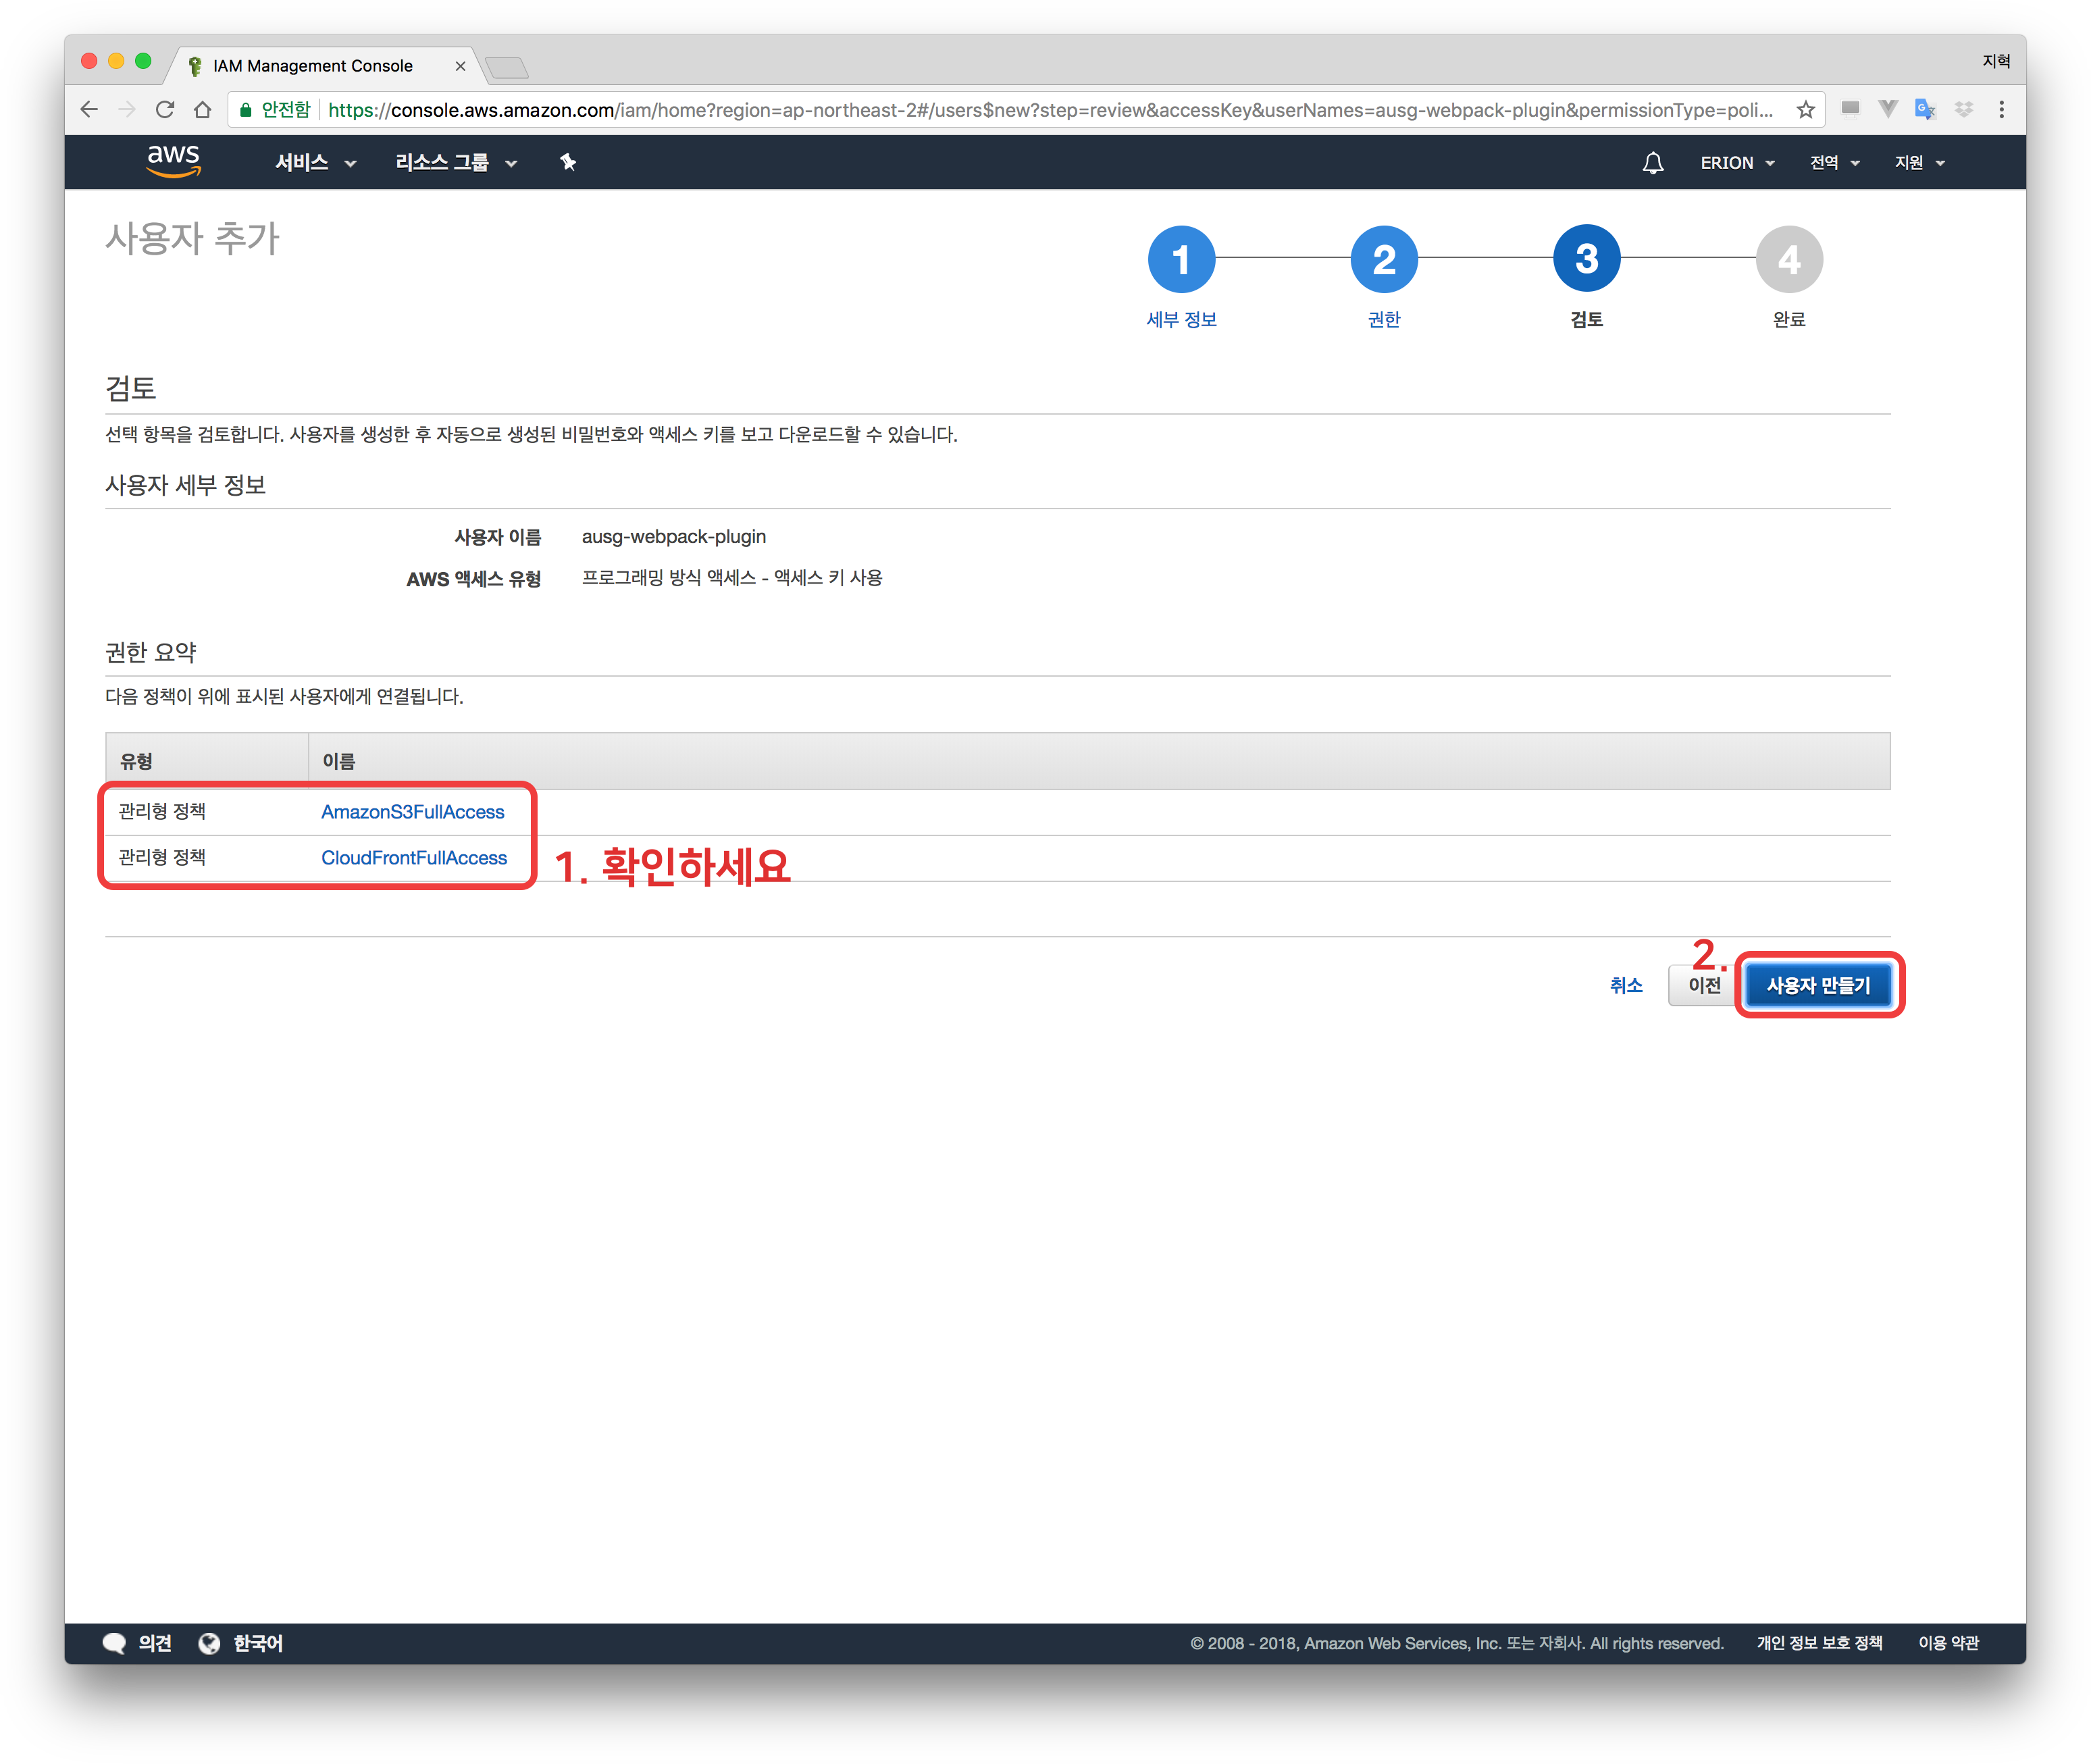 IAM Management Console
지혁
안전함 https://console.aws.amazon.com/iam/home?region=ap-northeast-2#/users$new?step=review&accessKey&userNames=ausg-webpack-plugin&permissionType=poli...
aws 서비스 리소스 그룹 ERION 전역 지원
사용자 추가
1 2 3 4
세부 정보 권한 검토 완료
검토
선택 항목을 검토합니다. 사용자를 생성한 후 자동으로 생성된 비밀번호와 액세스 키를 보고 다운로드할 수 있습니다.
사용자 세부 정보
사용자 이름 ausg-webpack-plugin
AWS 액세스 유형 프로그래밍 방식 액세스 - 액세스 키 사용
권한 요약
다음 정책이 위에 표시된 사용자에게 연결됩니다.
유형 이름
관리형 정책 AmazonS3FullAccess
관리형 정책 CloudFrontFullAccess
1. 확인하세요
2.
취소 이전 사용자 만들기
의견 한국어 © 2008 - 2018, Amazon Web Services, Inc. 또는 자회사. All rights reserved. 개인 정보 보호 정책 이용 약관